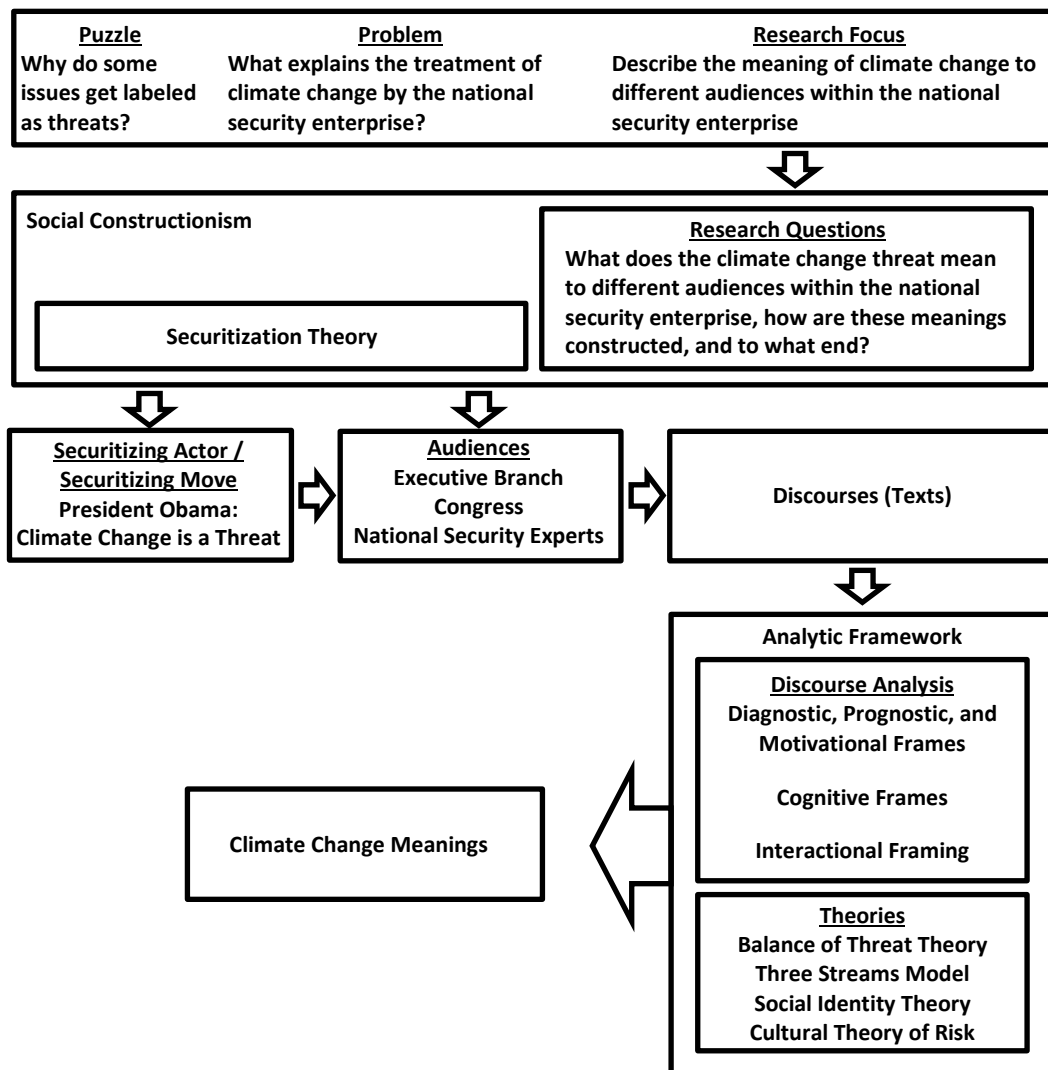 Puzzle
Why do some
issues get labeled
as threats?
Problem
What explains the treatment of
climate change by the national
security enterprise?
Research Focus
Describe the meaning of climate change to
different audiences within the national
security enterprise
Social Constructionism
Securitization Theory
Research Questions
What does the climate change threat mean
to different audiences within the national
security enterprise, how are these meanings
constructed, and to what end?
Securitizing Actor /
Securitizing Move
President Obama:
Climate Change is a Threat
Audiences
Executive Branch
Congress
National Security Experts
Discourses (Texts)
Analytic Framework
Discourse Analysis
Diagnostic, Prognostic, and
Motivational Frames
Cognitive Frames
Interactional Framing
Theories
Balance of Threat Theory
Three Streams Model
Social Identity Theory
Cultural Theory of Risk
Climate Change Meanings